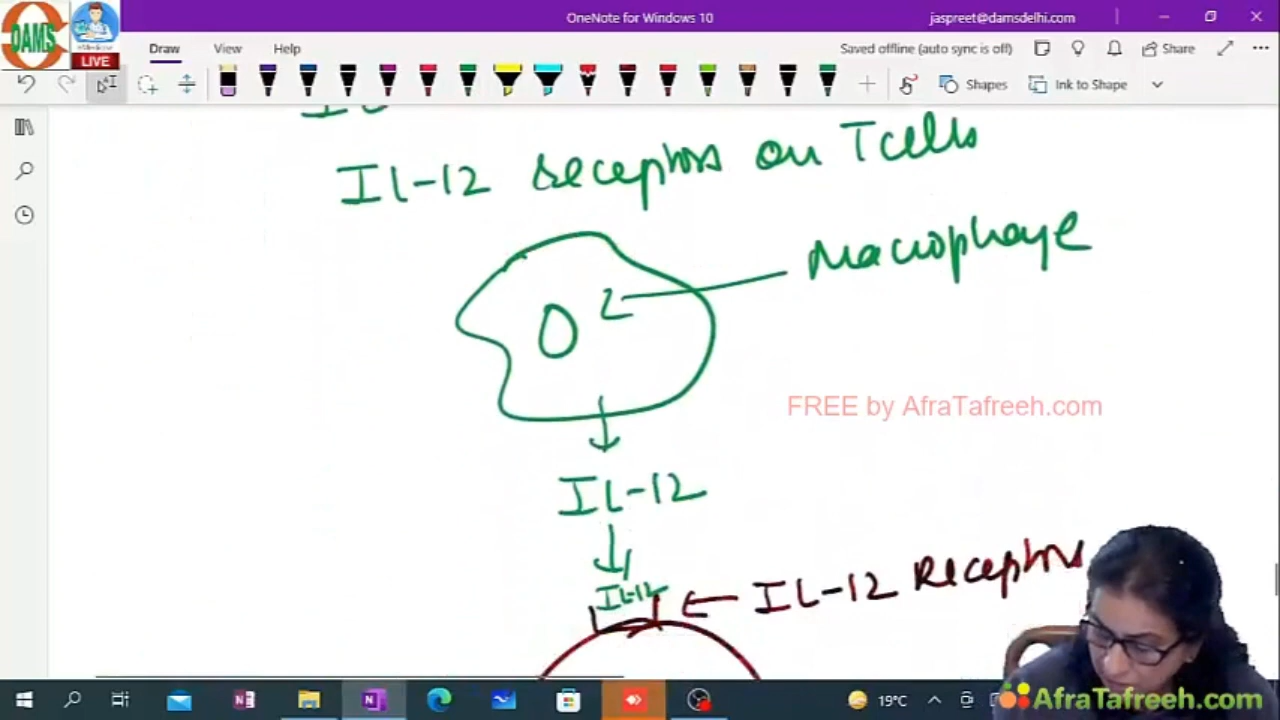 OneNote for Windows 10
jaspreet@damsdelhi.com
DAMS
LIVE
Draw View Help
Saved offline (auto sync is off)
Share
Shapes
Ink to Shape
IL-12 receptors on T cells
Macrophage
FREE by AfraTafreeh.com
IL-12
IL-12
IL-12 Receptors
19°C
AfraTafreeh.com